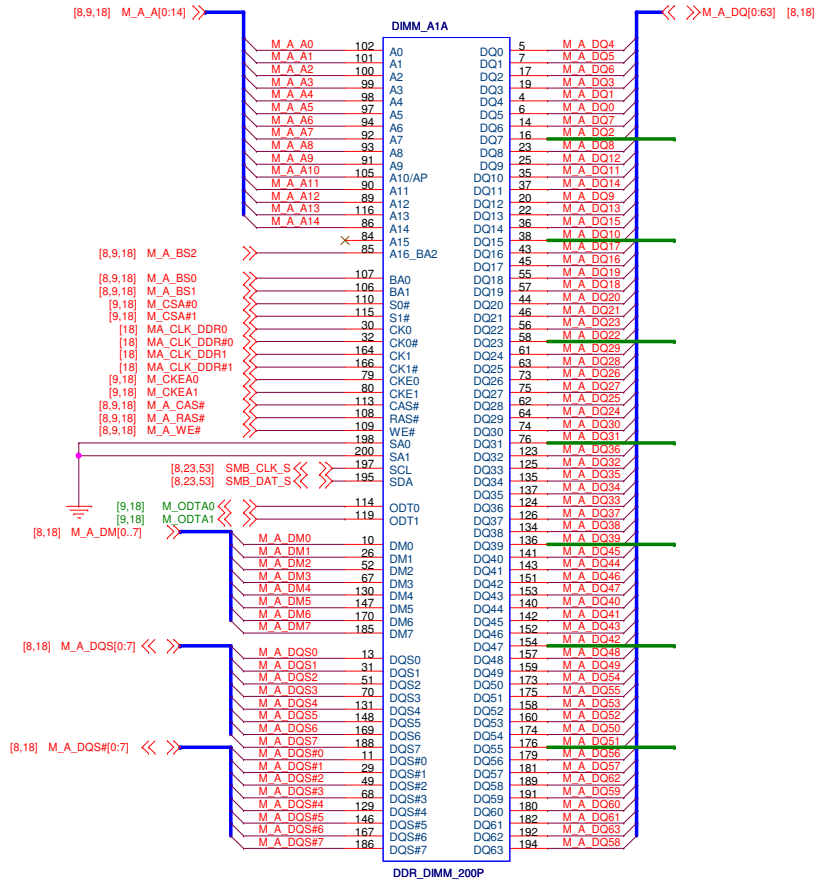 [8,9,18] M_A_A[0:14]
M_A_DQ[0:63] [8,18]
DIMM_A1A
M_A_A0 102 A0
M_A_A1 101 A1
M_A_A2 100 A2
M_A_A3 99 A3
M_A_A4 98 A4
M_A_A5 97 A5
M_A_A6 94 A6
M_A_A7 92 A7
M_A_A8 93 A8
M_A_A9 91 A9
M_A_A10 105 A10/AP
M_A_A11 90 A11
M_A_A12 89 A12
M_A_A13 116 A13
M_A_A14 86 A14
84 A15
[8,9,18] M_A_BS2 85 A16_BA2
[8,9,18] M_A_BS0 107 BA0
[8,9,18] M_A_BS1 106 BA1
[9,18] M_CSA#0 110 S0#
[9,18] M_CSA#1 115 S1#
[18] MA_CLK_DDR0 30 CK0
[18] MA_CLK_DDR#0 32 CK0#
[18] MA_CLK_DDR1 164 CK1
[18] MA_CLK_DDR#1 166 CK1#
[9,18] M_CKEA0 79 CKE0
[9,18] M_CKEA1 80 CKE1
[8,9,18] M_A_CAS# 113 CAS#
[8,9,18] M_A_RAS# 108 RAS#
[8,9,18] M_A_WE# 109 WE#
198 SA0
200 SA1
[8,23,53] SMB_CLK_S 197 SCL
[8,23,53] SMB_DAT_S 195 SDA
[9,18] M_ODTA0 114 ODT0
[9,18] M_ODTA1 119 ODT1
[8,18] M_A_DM[0..7]
M_A_DM0 10 DM0
M_A_DM1 26 DM1
M_A_DM2 52 DM2
M_A_DM3 67 DM3
M_A_DM4 130 DM4
M_A_DM5 147 DM5
M_A_DM6 170 DM6
M_A_DM7 185 DM7
[8,18] M_A_DQS[0:7]
M_A_DQS0 13 DQS0
M_A_DQS1 31 DQS1
M_A_DQS2 51 DQS2
M_A_DQS3 70 DQS3
M_A_DQS4 131 DQS4
M_A_DQS5 148 DQS5
M_A_DQS6 169 DQS6
M_A_DQS7 188 DQS7
[8,18] M_A_DQS#[0:7]
M_A_DQS#0 11 DQS#0
M_A_DQS#1 29 DQS#1
M_A_DQS#2 49 DQS#2
M_A_DQS#3 68 DQS#3
M_A_DQS#4 129 DQS#4
M_A_DQS#5 146 DQS#5
M_A_DQS#6 167 DQS#6
M_A_DQS#7 186 DQS#7
DQ0 5 M_A_DQ4
DQ1 7 M_A_DQ5
DQ2 17 M_A_DQ6
DQ3 19 M_A_DQ3
DQ4 4 M_A_DQ1
DQ5 6 M_A_DQ0
DQ6 14 M_A_DQ7
DQ7 16 M_A_DQ2
DQ8 23 M_A_DQ8
DQ9 25 M_A_DQ12
DQ10 35 M_A_DQ11
DQ11 37 M_A_DQ14
DQ12 20 M_A_DQ9
DQ13 22 M_A_DQ13
DQ14 36 M_A_DQ15
DQ15 38 M_A_DQ10
DQ16 43 M_A_DQ17
DQ17 45 M_A_DQ16
DQ18 55 M_A_DQ19
DQ19 57 M_A_DQ18
DQ20 44 M_A_DQ20
DQ21 46 M_A_DQ21
DQ22 56 M_A_DQ23
DQ23 58 M_A_DQ22
DQ24 61 M_A_DQ29
DQ25 63 M_A_DQ28
DQ26 73 M_A_DQ26
DQ27 75 M_A_DQ27
DQ28 62 M_A_DQ25
DQ29 64 M_A_DQ24
DQ30 74 M_A_DQ30
DQ31 76 M_A_DQ31
DQ32 123 M_A_DQ36
DQ33 125 M_A_DQ32
DQ34 135 M_A_DQ35
DQ35 137 M_A_DQ34
DQ36 124 M_A_DQ33
DQ37 126 M_A_DQ37
DQ38 134 M_A_DQ38
DQ39 136 M_A_DQ39
DQ40 141 M_A_DQ45
DQ41 143 M_A_DQ44
DQ42 151 M_A_DQ46
DQ43 153 M_A_DQ47
DQ44 140 M_A_DQ40
DQ45 142 M_A_DQ41
DQ46 152 M_A_DQ43
DQ47 154 M_A_DQ42
DQ48 157 M_A_DQ48
DQ49 159 M_A_DQ49
DQ50 173 M_A_DQ54
DQ51 175 M_A_DQ55
DQ52 158 M_A_DQ53
DQ53 160 M_A_DQ52
DQ54 174 M_A_DQ50
DQ55 176 M_A_DQ51
DQ56 179 M_A_DQ56
DQ57 181 M_A_DQ57
DQ58 189 M_A_DQ62
DQ59 191 M_A_DQ59
DQ60 180 M_A_DQ60
DQ61 182 M_A_DQ61
DQ62 192 M_A_DQ63
DQ63 194 M_A_DQ58
DDR_DIMM_200P